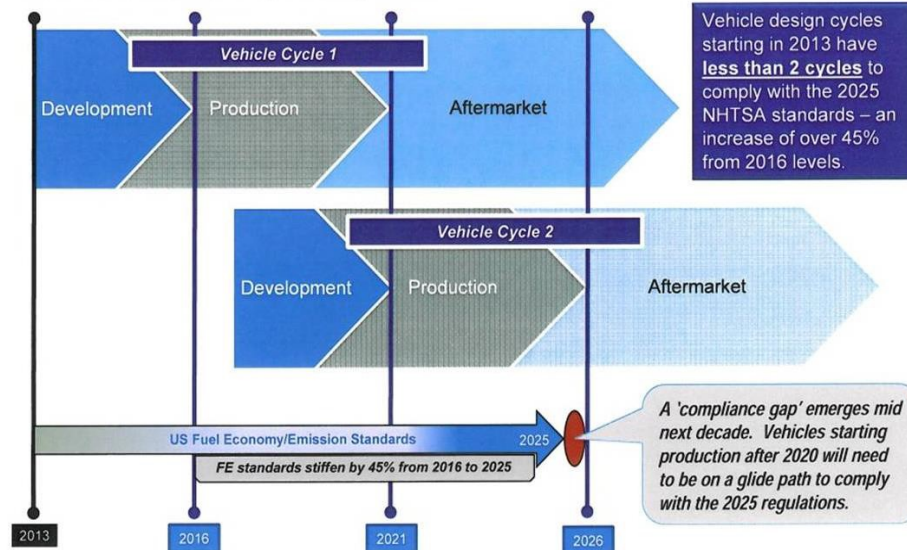 Vehicle Cycle 1
Development
Production
Aftermarket
Vehicle design cycles
starting in 2013 have
less than 2 cycles to
comply with the 2025
NHTSA standards – an
increase of over 45%
from 2016 levels.
Vehicle Cycle 2
Development
Production
Aftermarket
US Fuel Economy/Emission Standards
2025
FE standards stiffen by 45% from 2016 to 2025
A 'compliance gap' emerges mid
next decade. Vehicles starting
production after 2020 will need
to be on a glide path to comply
with the 2025 regulations.
2013
2016
2021
2026